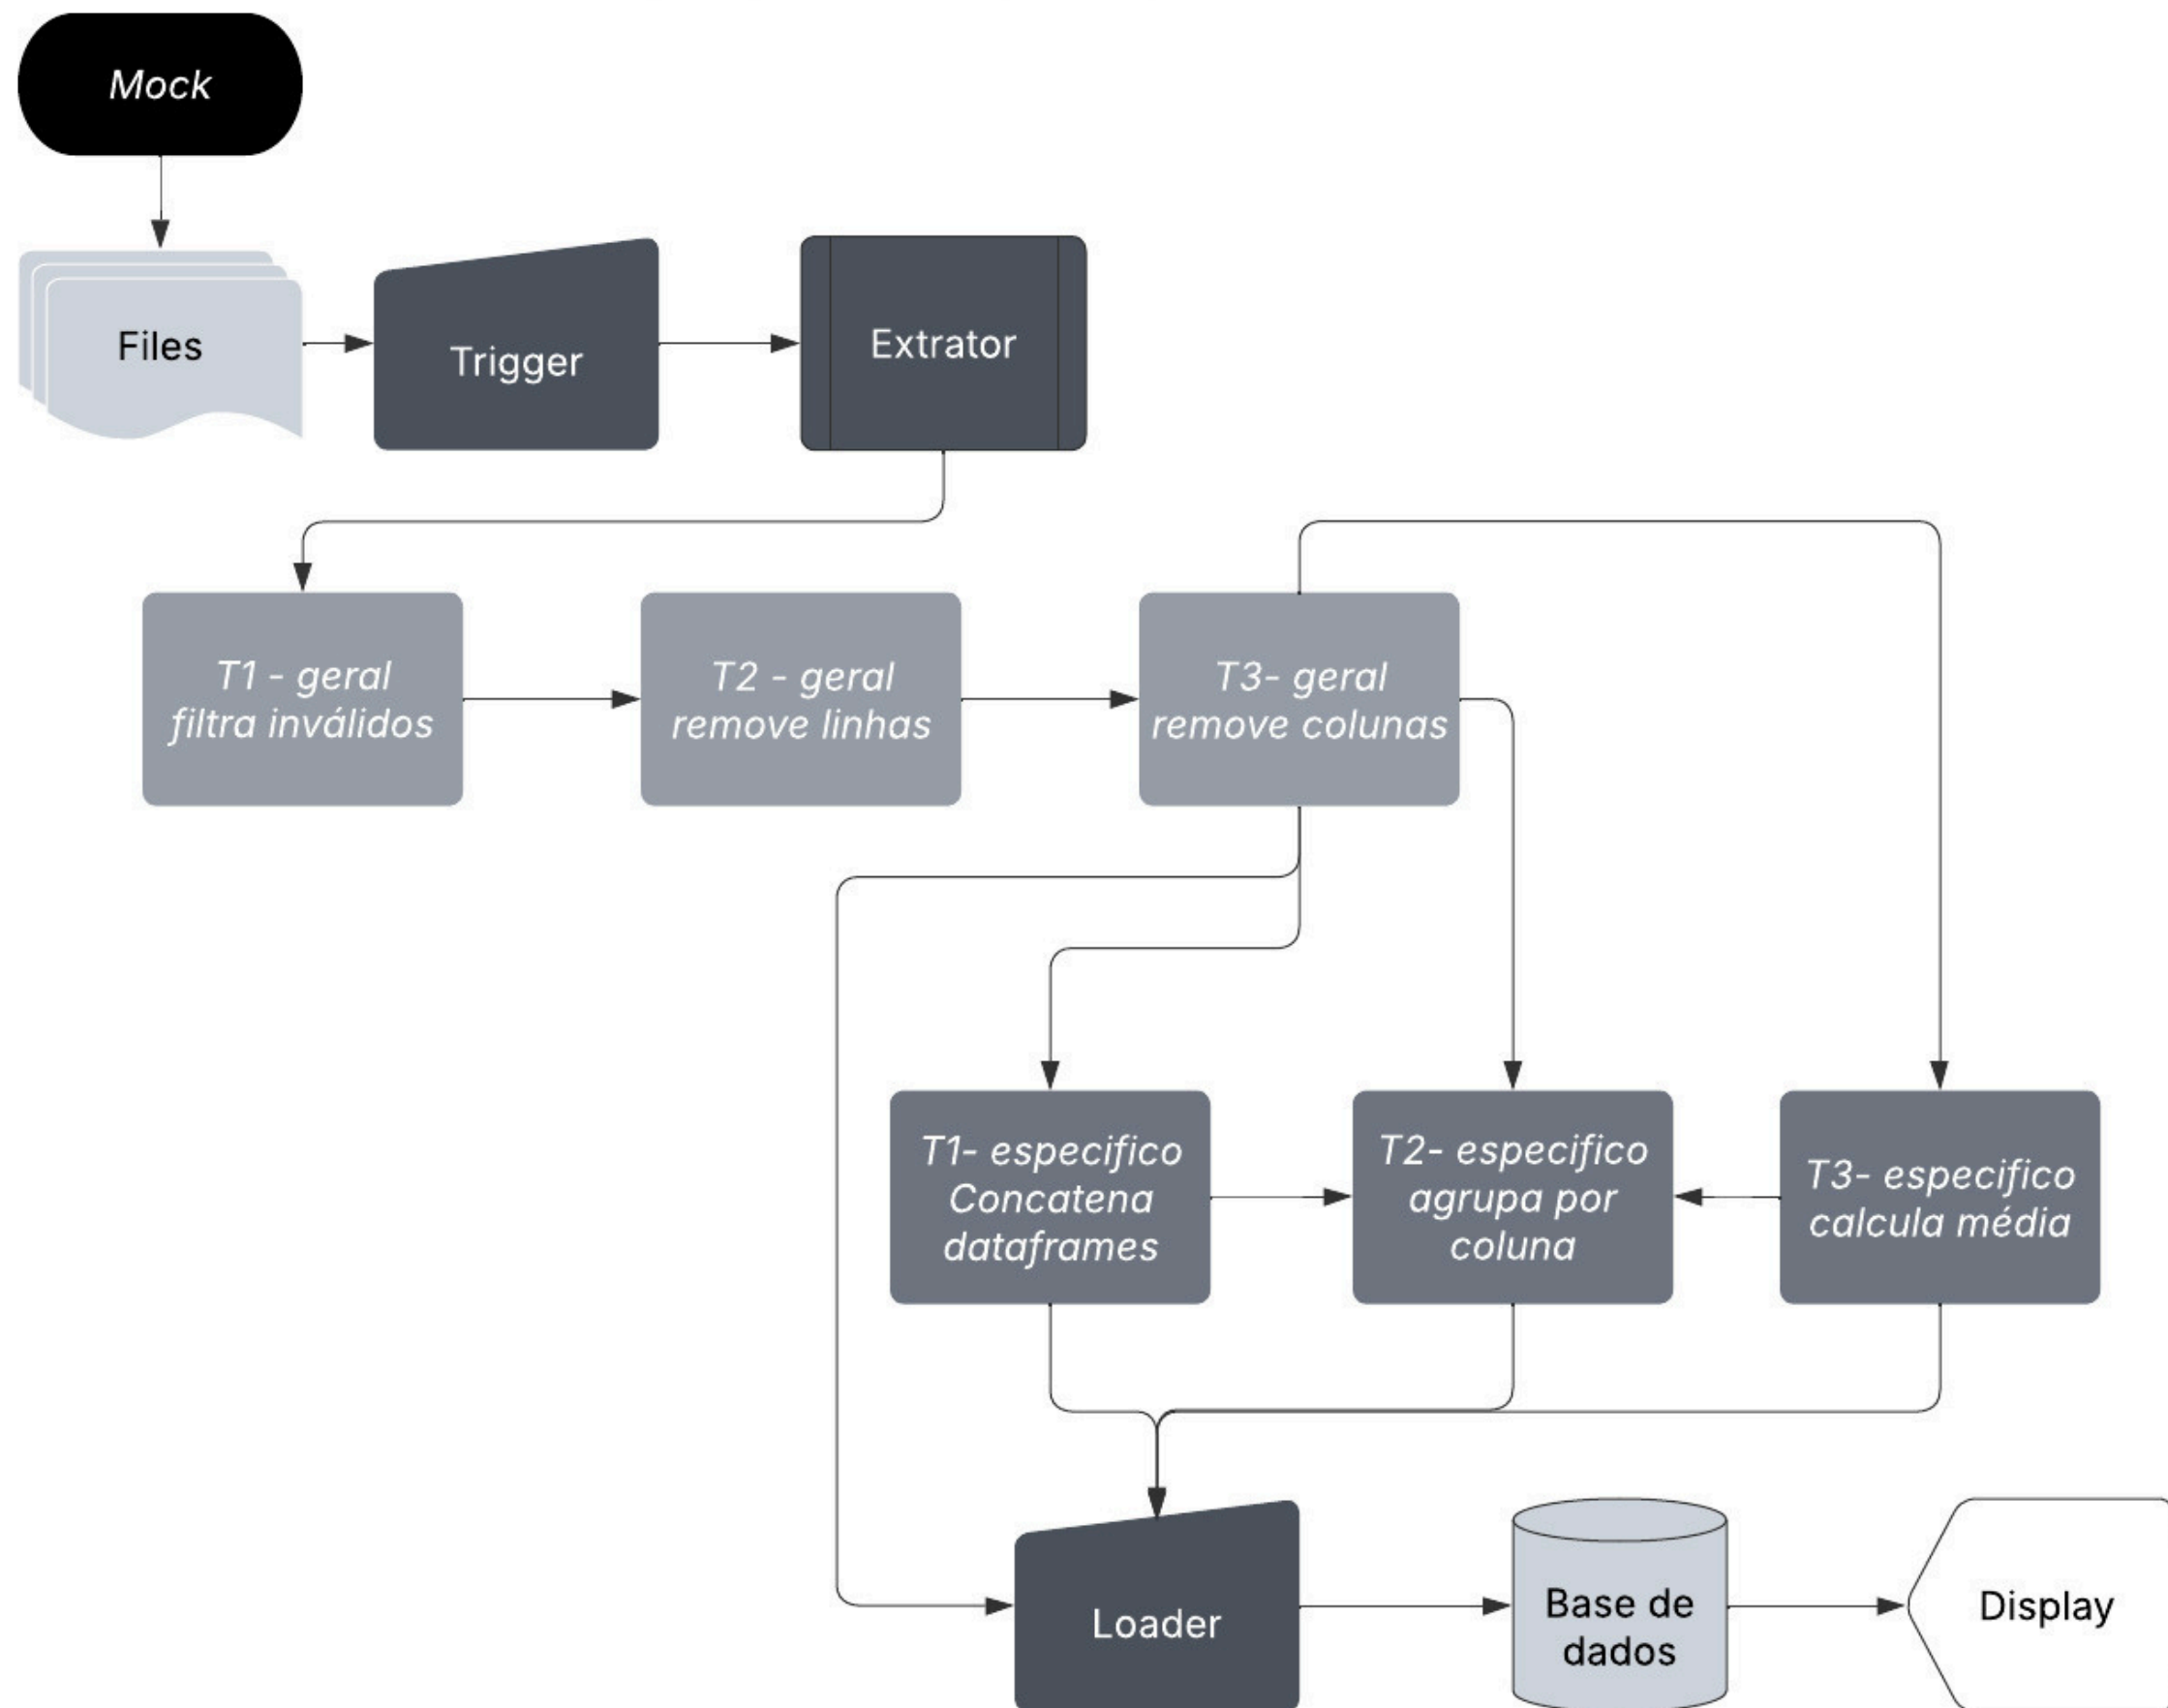 Mock
Files
Trigger
Extrator
T1 - geral
filtra inválidos
T2 - geral
remove linhas
T3- geral
remove colunas
T1- especifico
Concatena
dataframes
T2- especifico
agrupa por
coluna
T3- especifico
calcula média
Loader
Base de
dados
Display